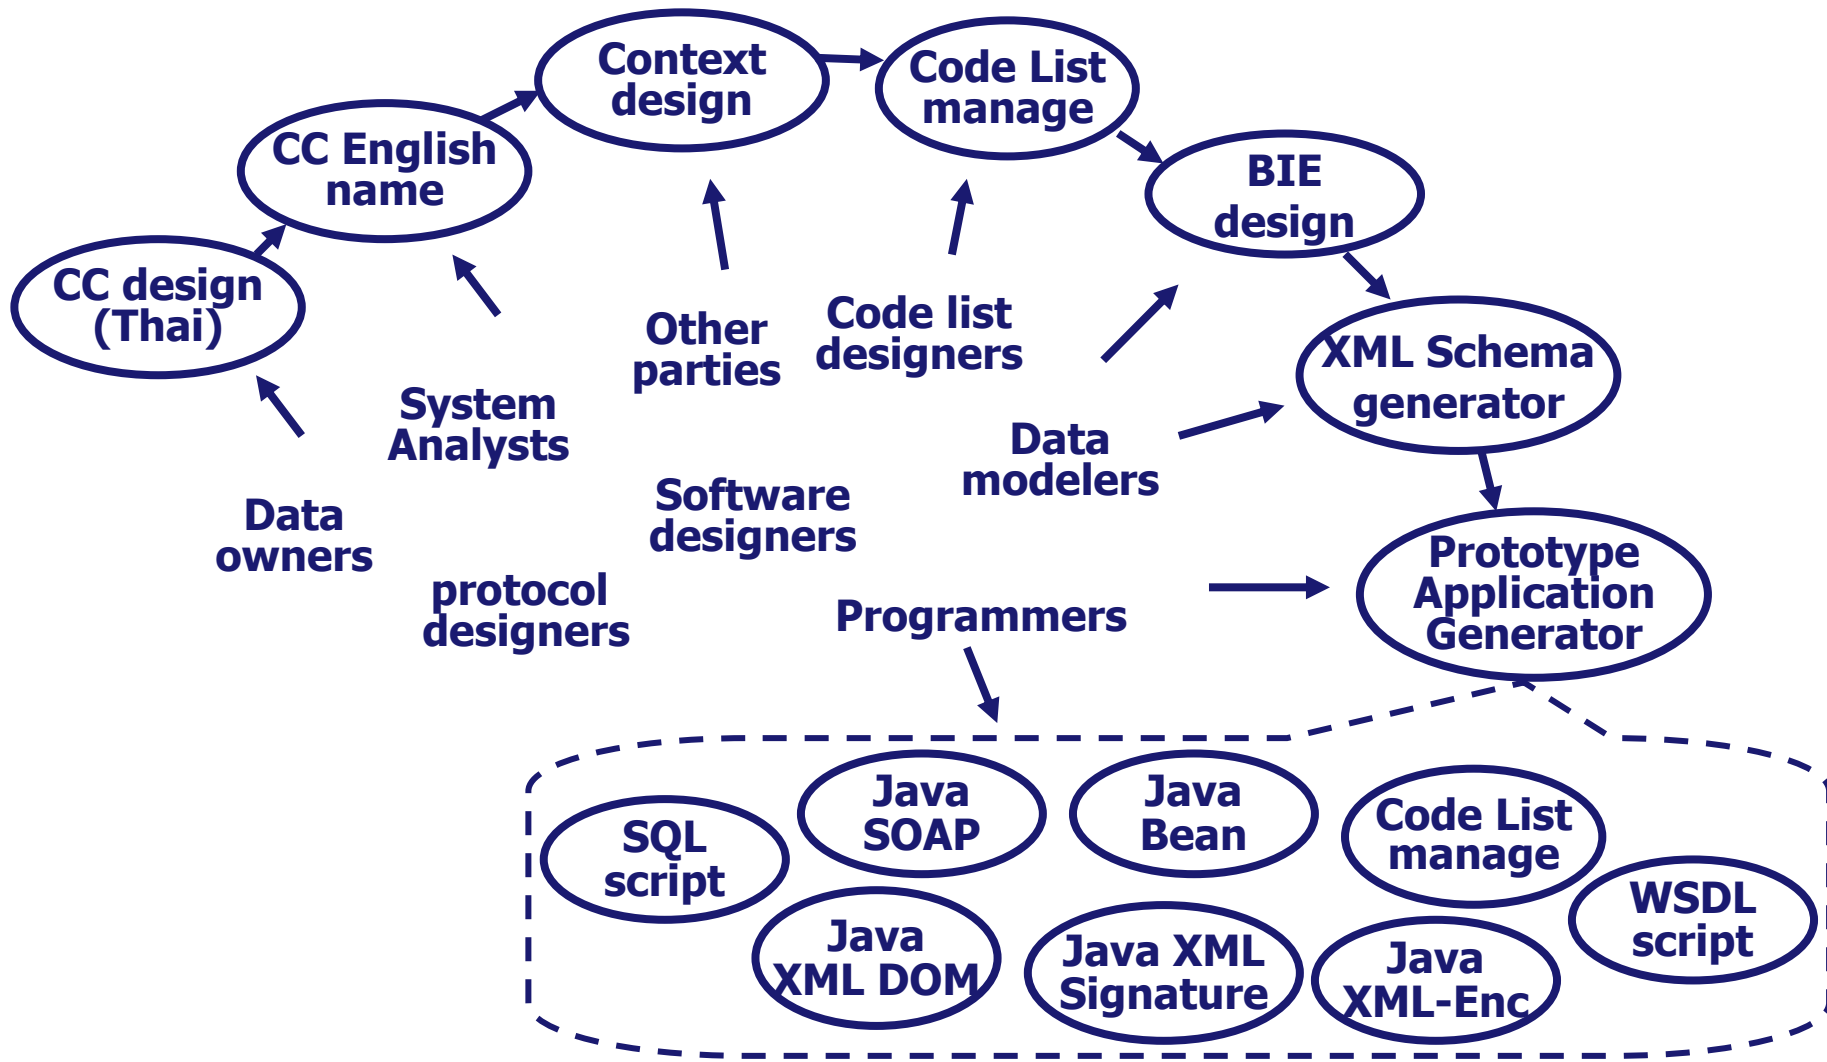 Context
design
Code List
manage
CC English
name
BIE
design
CC design
(Thai)
Other
parties
Code list
designers
XML Schema
generator
System
Analysts
Data
modelers
Data
owners
Software
designers
Prototype
Application
Generator
protocol
designers
Programmers
Java
SOAP
Java
Bean
Code List
manage
SQL
script
WSDL
script
Java
XML DOM
Java XML
Signature
Java
XML-Enc